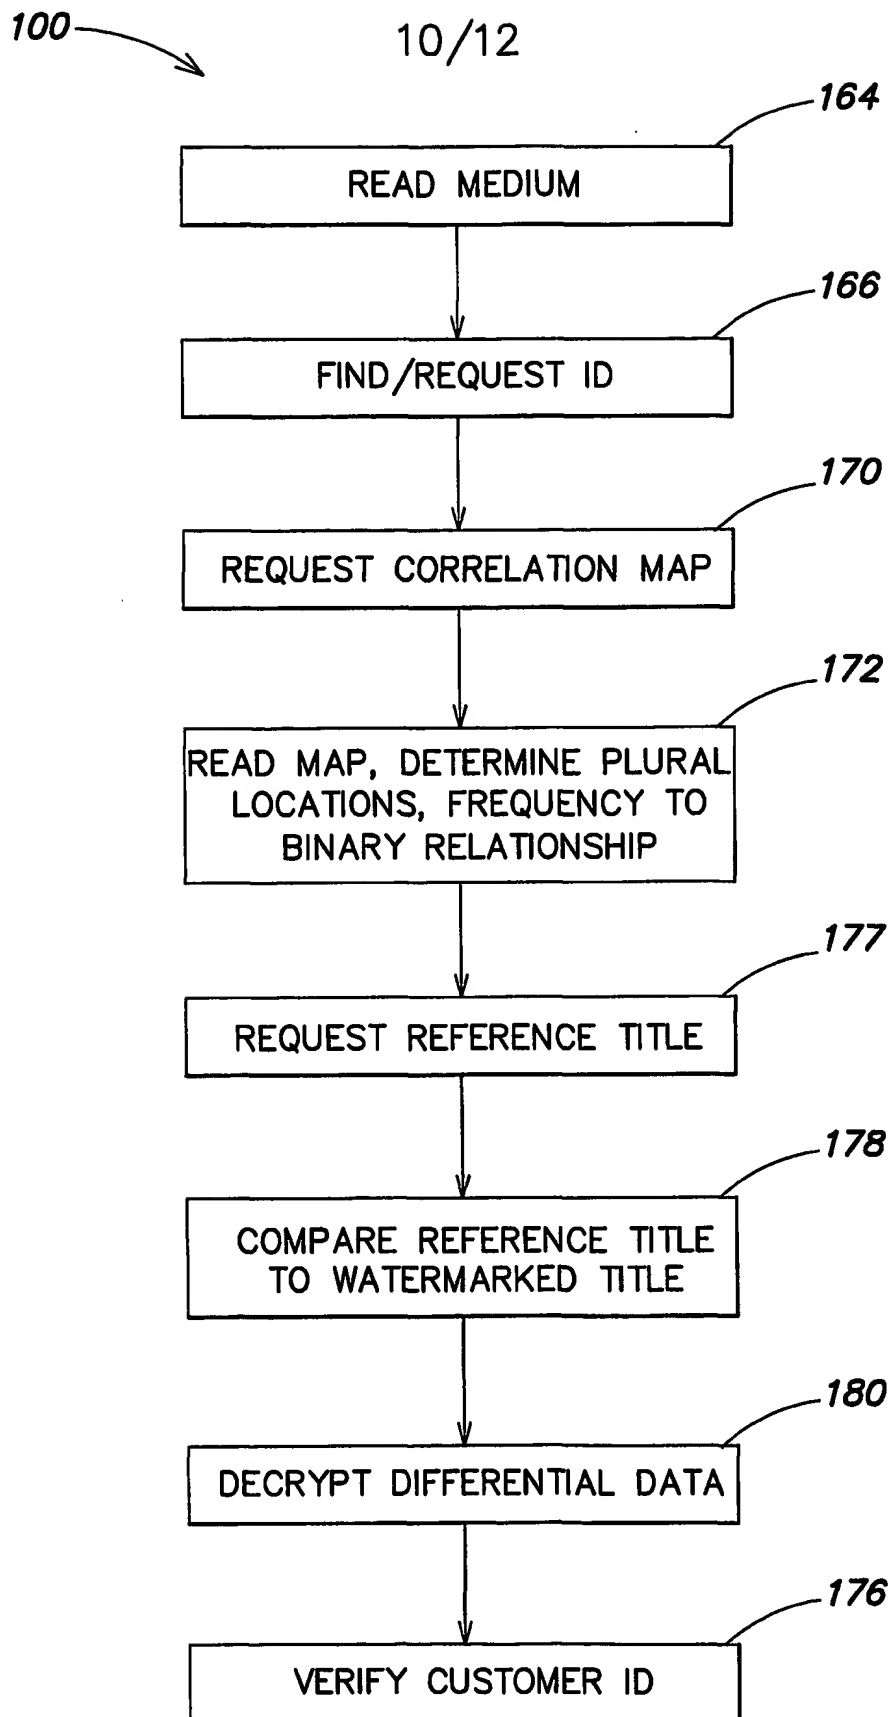 100
10/12
164
READ MEDIUM
166
FIND/REQUEST ID
170
REQUEST CORRELATION MAP
172
READ MAP, DETERMINE PLURAL
LOCATIONS, FREQUENCY TO
BINARY RELATIONSHIP
177
REQUEST REFERENCE TITLE
178
COMPARE REFERENCE TITLE
TO WATERMARKED TITLE
180
DECRYPT DIFFERENTIAL DATA
176
VERIFY CUSTOMER ID